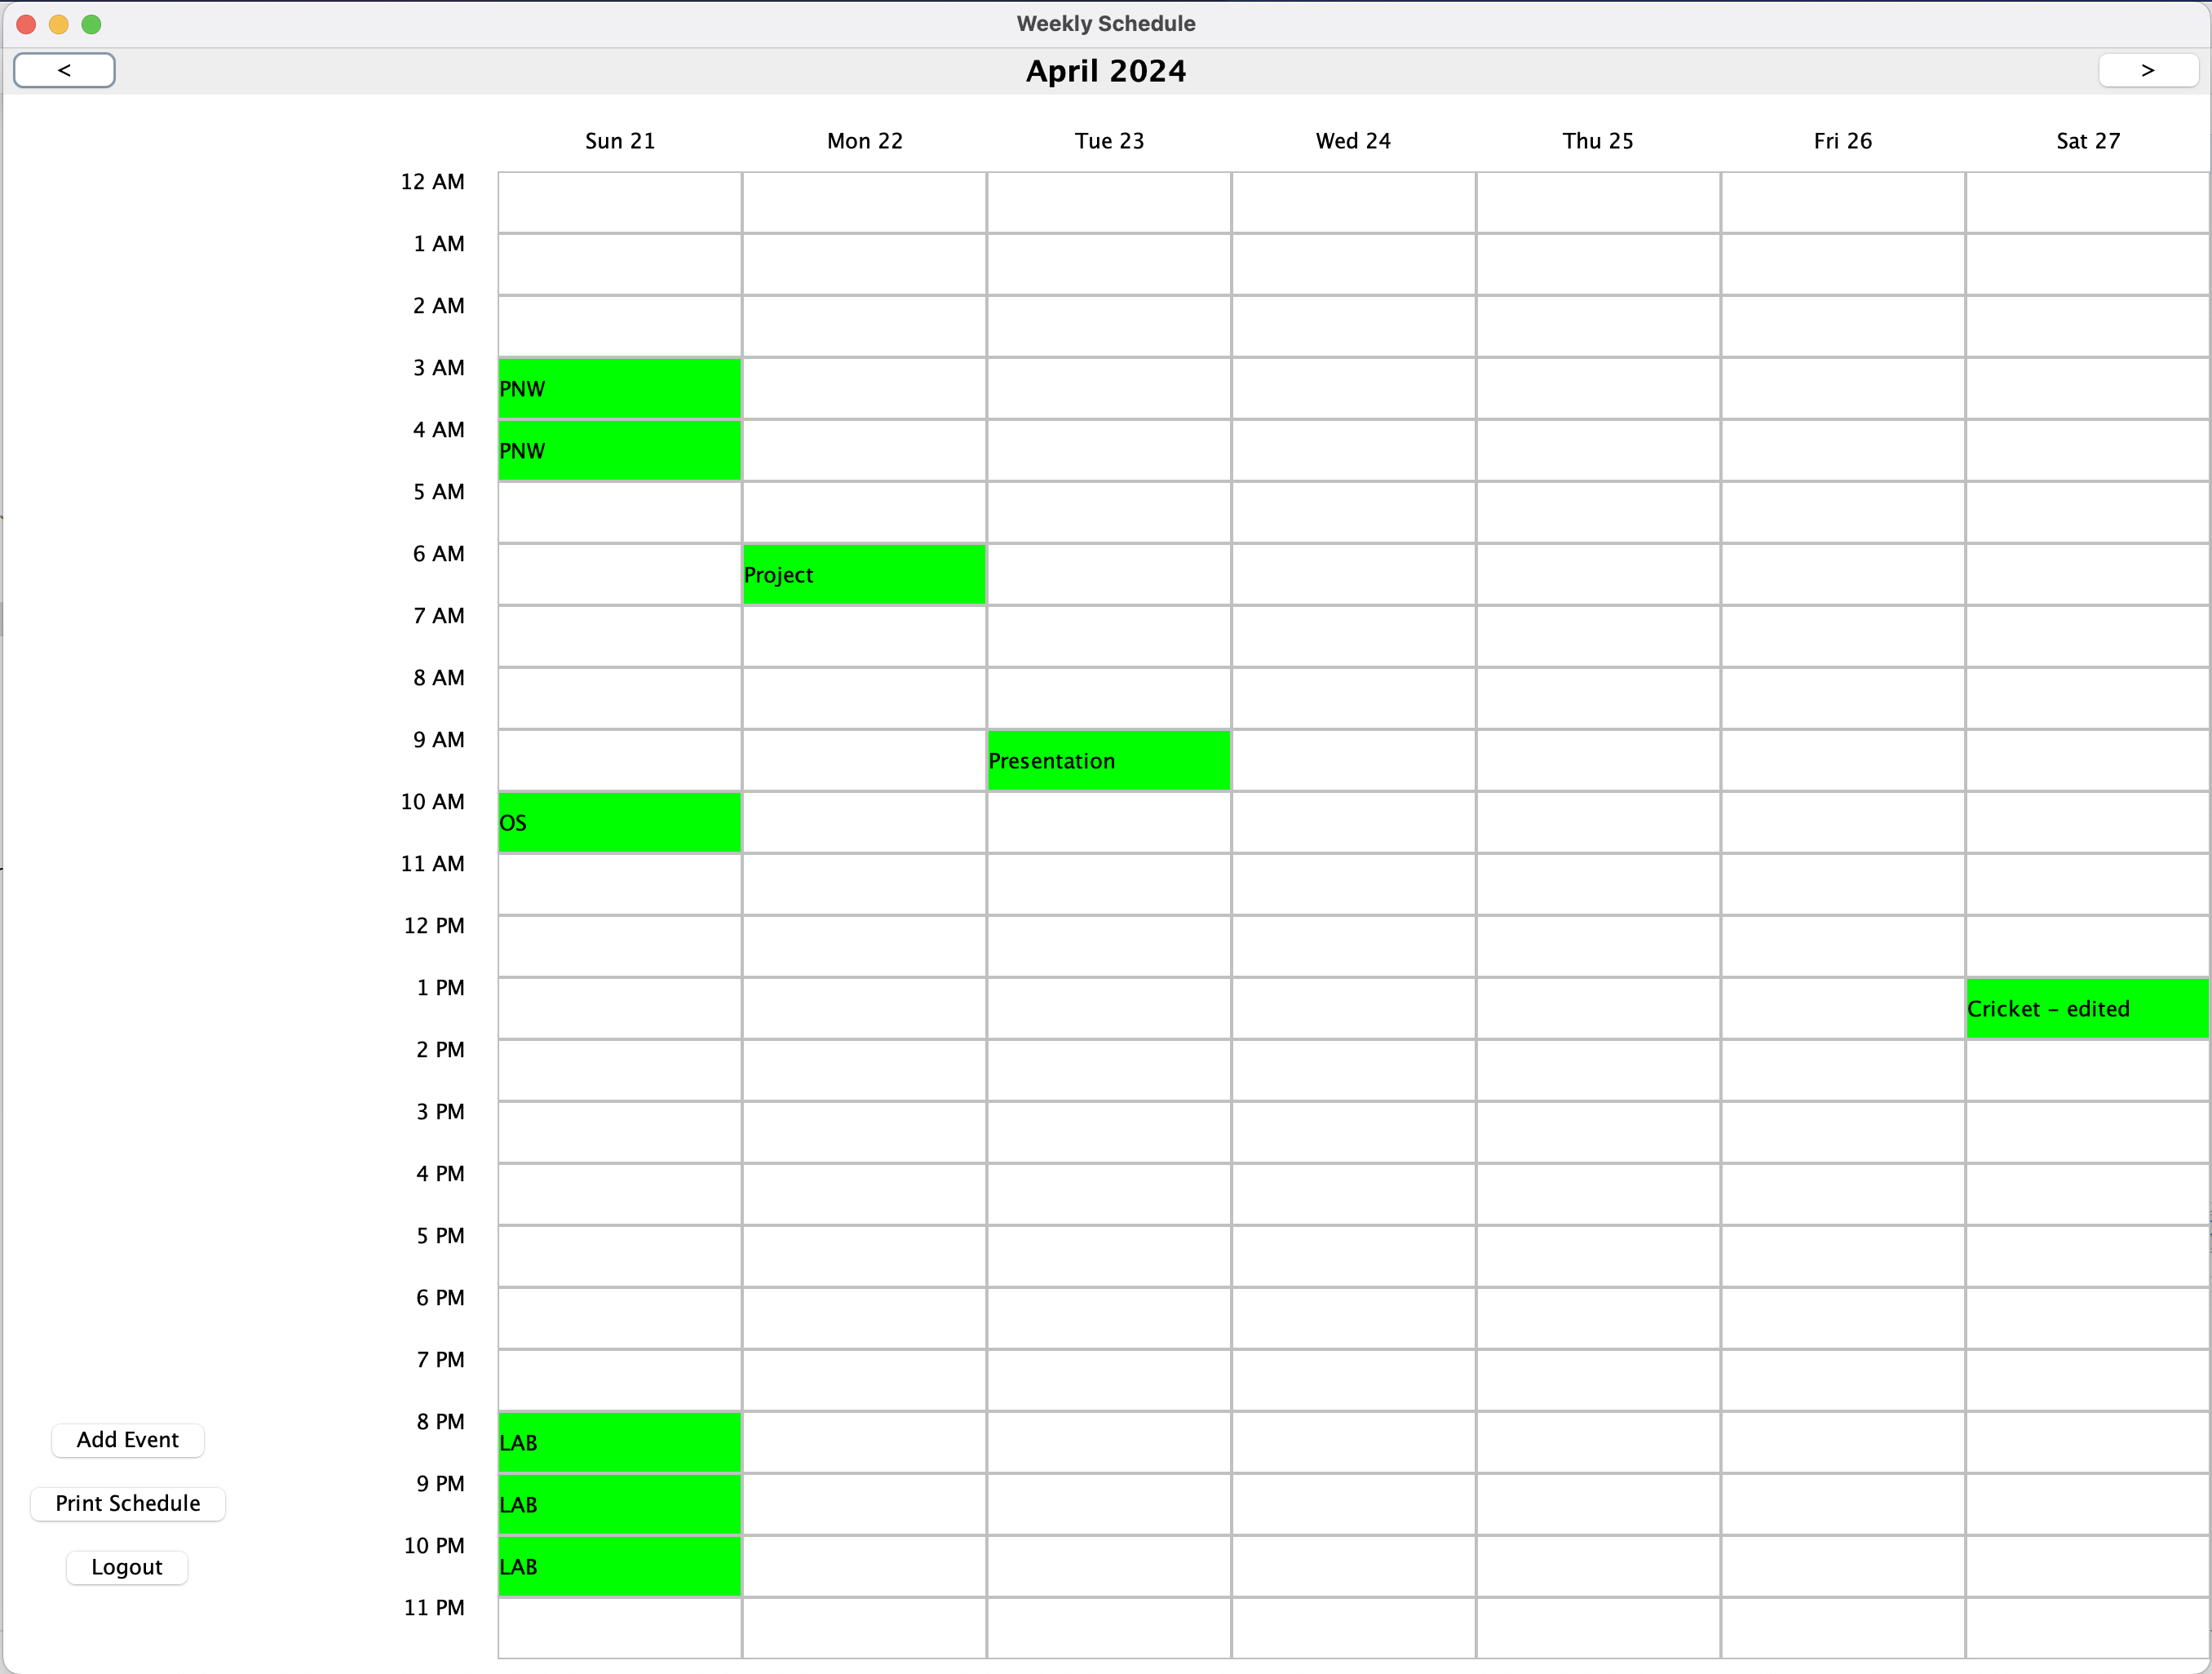 Weekly Schedule
< April 2024 >
Sun 21 Mon 22 Tue 23 Wed 24 Thu 25 Fri 26 Sat 27
12 AM
1 AM
2 AM
3 AM PNW
4 AM PNW
5 AM
6 AM Project
7 AM
8 AM
9 AM Presentation
10 AM OS
11 AM
12 PM
1 PM Cricket – edited
2 PM
3 PM
4 PM
5 PM
6 PM
7 PM
8 PM LAB
Add Event
9 PM LAB
Print Schedule
10 PM LAB
Logout
11 PM